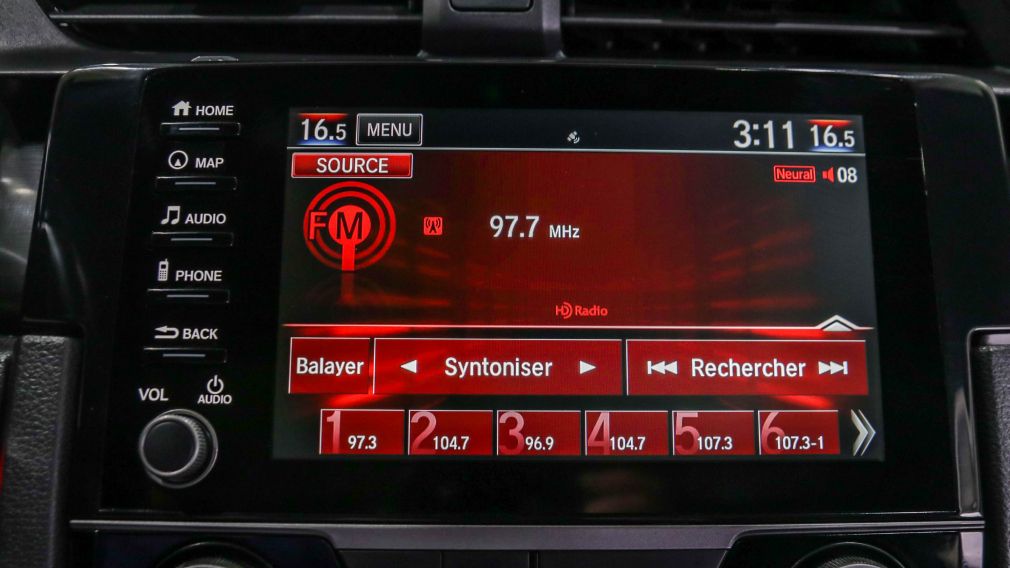 HOME
MAP
AUDIO
PHONE
BACK
VOL
AUDIO
16.5 MENU 3:11 16.5
SOURCE Neural 08
FM 97.7 MHz
HD Radio
Balayer Syntoniser Rechercher
1 97.3 2 104.7 3 96.9 4 104.7 5 107.3 6 107.3-1